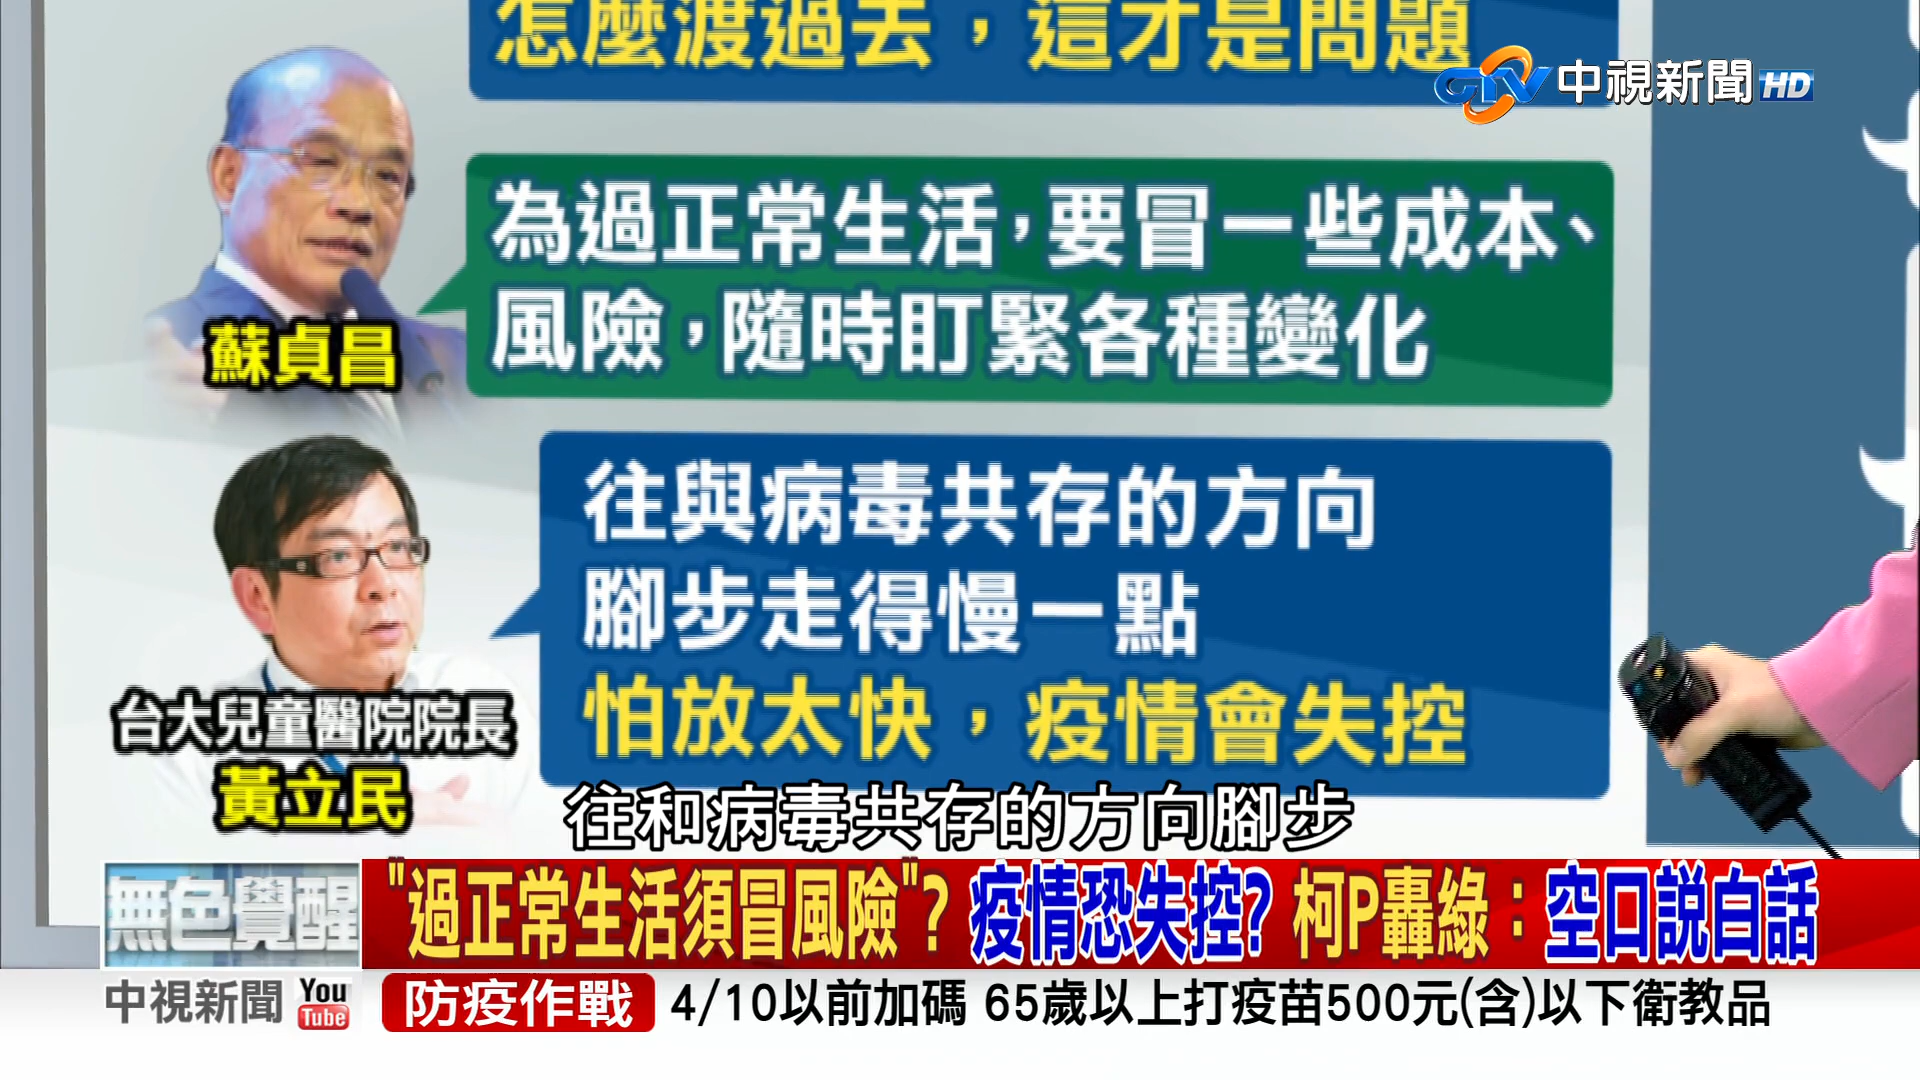 怎麼渡過去，這才是問題
CTV中視新聞HD
為過正常生活，要冒一些成本、
風險，隨時盯緊各種變化
蘇貞昌
往與病毒共存的方向
腳步走得慢一點
怕放太快，疫情會失控
台大兒童醫院院長
黃立民
往和病毒共存的方向腳步
無色覺醒
"過正常生活須冒風險"? 疫情恐失控? 柯P轟綠：空口說白話
中視新聞 YouTube
防疫作戰 4/10以前加碼 65歲以上打疫苗500元(含)以下衛教品